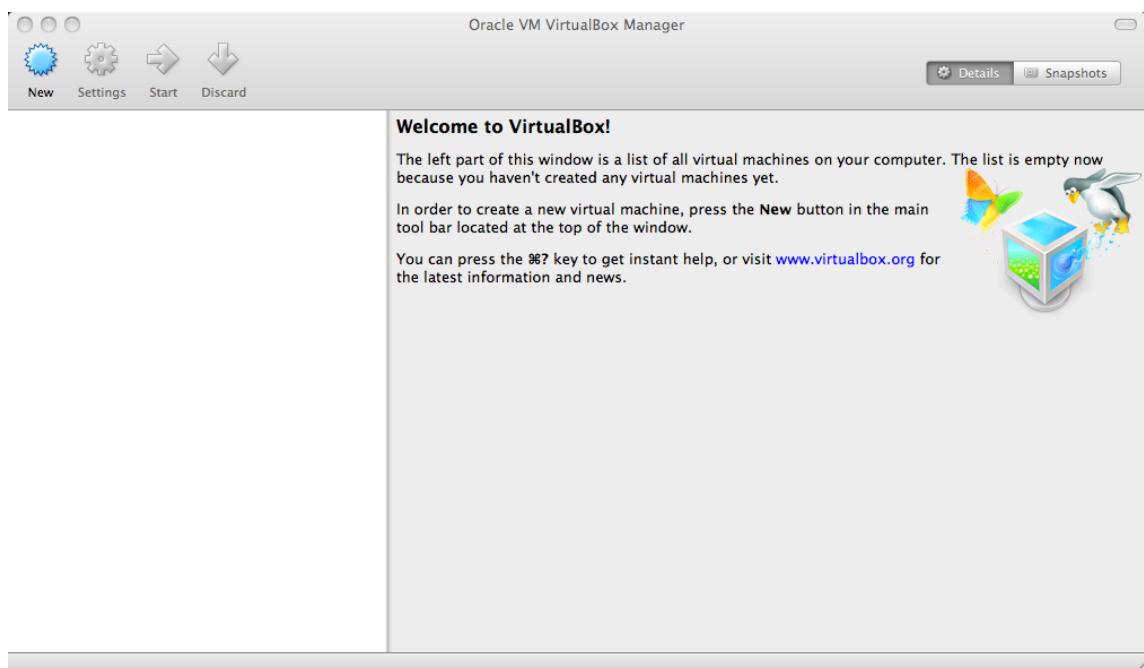 Oracle VM VirtualBox Manager
New Settings Start Discard
Details Snapshots
Welcome to VirtualBox!
The left part of this window is a list of all virtual machines on your computer. The list is empty now
because you haven't created any virtual machines yet.
In order to create a new virtual machine, press the New button in the main
tool bar located at the top of the window.
You can press the ⌘? key to get instant help, or visit www.virtualbox.org for
the latest information and news.